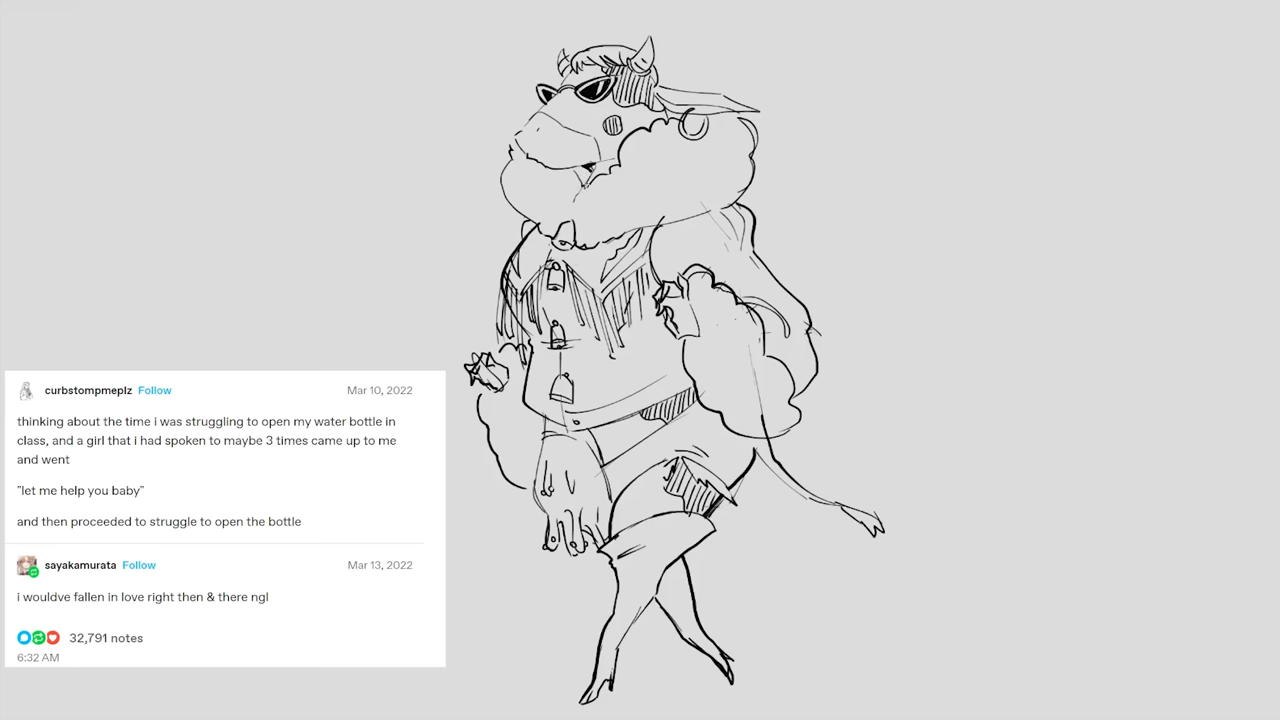 curbstompmeplz Follow Mar 10, 2022
thinking about the time i was struggling to open my water bottle in
class, and a girl that i had spoken to maybe 3 times came up to me
and went
"let me help you baby"
and then proceeded to struggle to open the bottle
sayakamurata Follow Mar 13, 2022
i wouldve fallen in love right then & there ngl
32,791 notes
6:32 AM